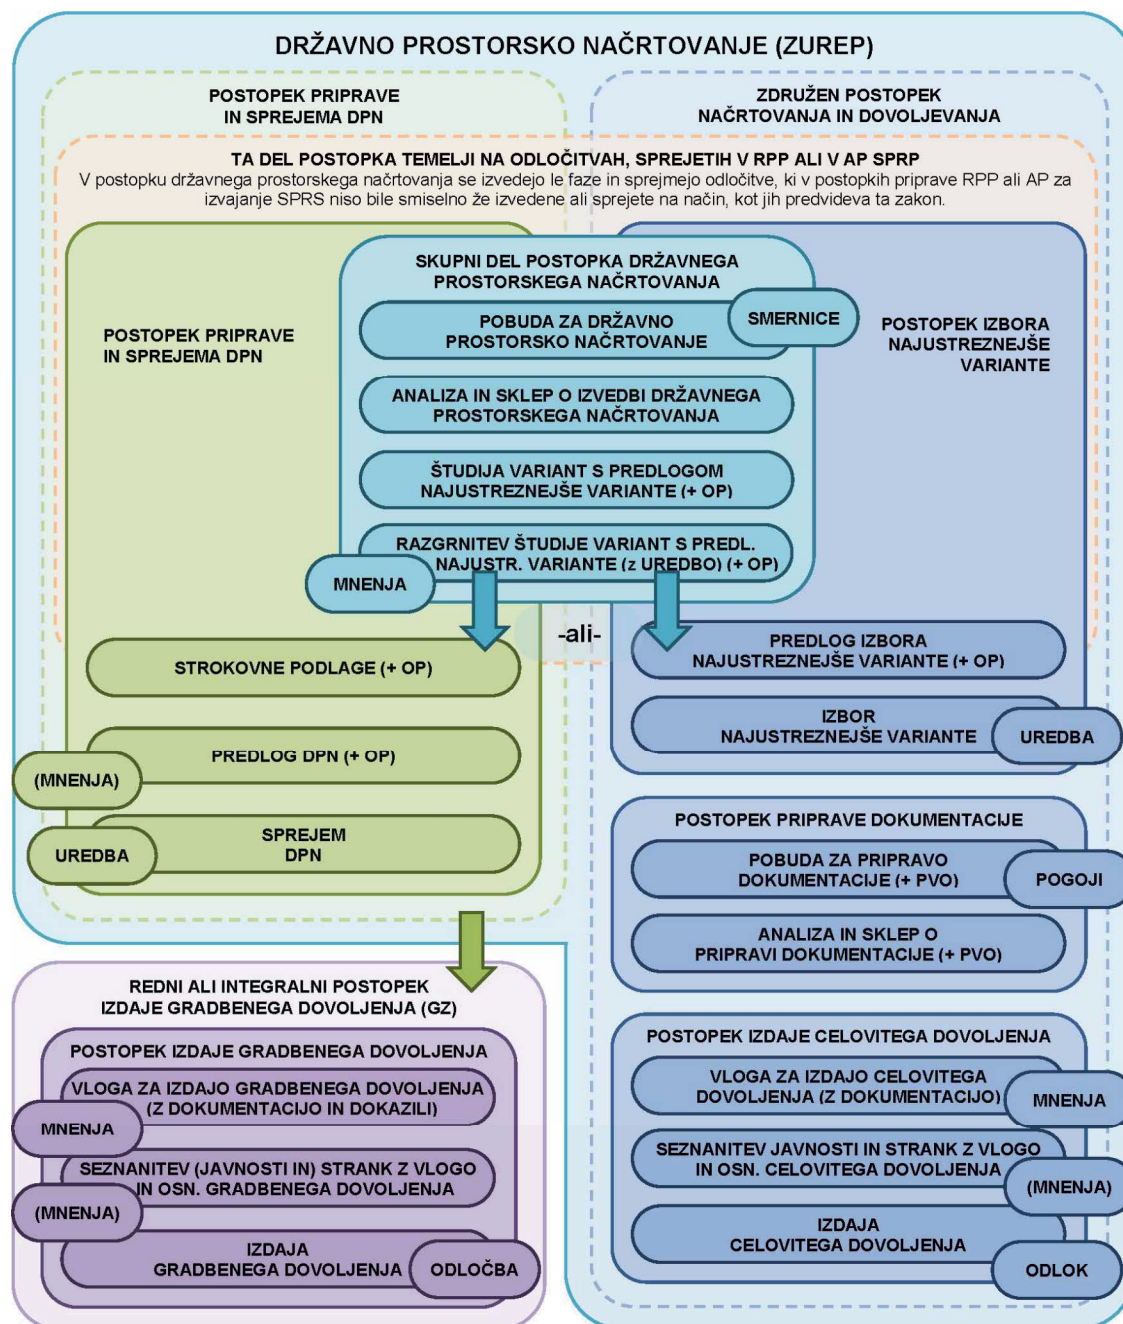 DRŽAVNO PROSTORSKO NAČRTOVANJE (ZUREP)
POSTOPEK PRIPRAVE
IN SPREJEMA DPN
ZDRUŽEN POSTOPEK
NAČRTOVANJA IN DOVOLJEVANJA
TA DEL POSTOPKA TEMELJI NA ODLOČITVAH, SPREJETIH V RPP ALI V AP SPRP
V postopku državnega prostorskega načrtovanja se izvedejo le faze in sprejmejo odločitve, ki v postopkih priprave RPP ali AP za
izvajanje SPRS niso bile smiselno že izvedene ali sprejete na način, kot jih predvideva ta zakon.
SKUPNI DEL POSTOPKA DRŽAVNEGA
PROSTORSKEGA NAČRTOVANJA
POSTOPEK PRIPRAVE
IN SPREJEMA DPN
POBUDA ZA DRŽAVNO
PROSTORSKO NAČRTOVANJE
SMERNICE
POSTOPEK IZBORA
NAJUSTREZNEJŠE
VARIANTE
ANALIZA IN SKLEP O IZVEDBI DRŽAVNEGA
PROSTORSKEGA NAČRTOVANJA
ŠTUDIJA VARIANT S PREDLOGOM
NAJUSTREZNEJŠE VARIANTE (+ OP)
RAZGRNITEV ŠTUDIJE VARIANT S PREDL.
NAJUSTR. VARIANTE (z UREDBO) (+ OP)
MNENJA
-ali-
STROKOVNE PODLAGE (+ OP)
PREDLOG DPN (+ OP)
(MNENJA)
SPREJEM
DPN
UREDBA
PREDLOG IZBORA
NAJUSTREZNEJŠE VARIANTE (+ OP)
IZBOR
NAJUSTREZNEJŠE VARIANTE
UREDBA
POSTOPEK PRIPRAVE DOKUMENTACIJE
POBUDA ZA PRIPRAVO
DOKUMENTACIJE (+ PVO)
POGOJI
ANALIZA IN SKLEP O
PRIPRAVI DOKUMENTACIJE (+ PVO)
REDNI ALI INTEGRALNI POSTOPEK
IZDAJE GRADBENEGA DOVOLJENJA (GZ)
POSTOPEK IZDAJE GRADBENEGA DOVOLJENJA
VLOGA ZA IZDAJO GRADBENEGA DOVOLJENJA
(Z DOKUMENTACIJO IN DOKAZILI)
MNENJA
SEZNANITEV (JAVNOSTI IN) STRANK Z VLOGO
IN OSN. GRADBENEGA DOVOLJENJA
(MNENJA)
IZDAJA
GRADBENEGA DOVOLJENJA
ODLOČBA
POSTOPEK IZDAJE CELOVITEGA DOVOLJENJA
VLOGA ZA IZDAJO CELOVITEGA
DOVOLJENJA (Z DOKUMENTACIJO)
MNENJA
SEZNANITEV JAVNOSTI IN STRANK Z VLOGO
IN OSN. CELOVITEGA DOVOLJENJA
(MNENJA)
IZDAJA
CELOVITEGA DOVOLJENJA
ODLOK